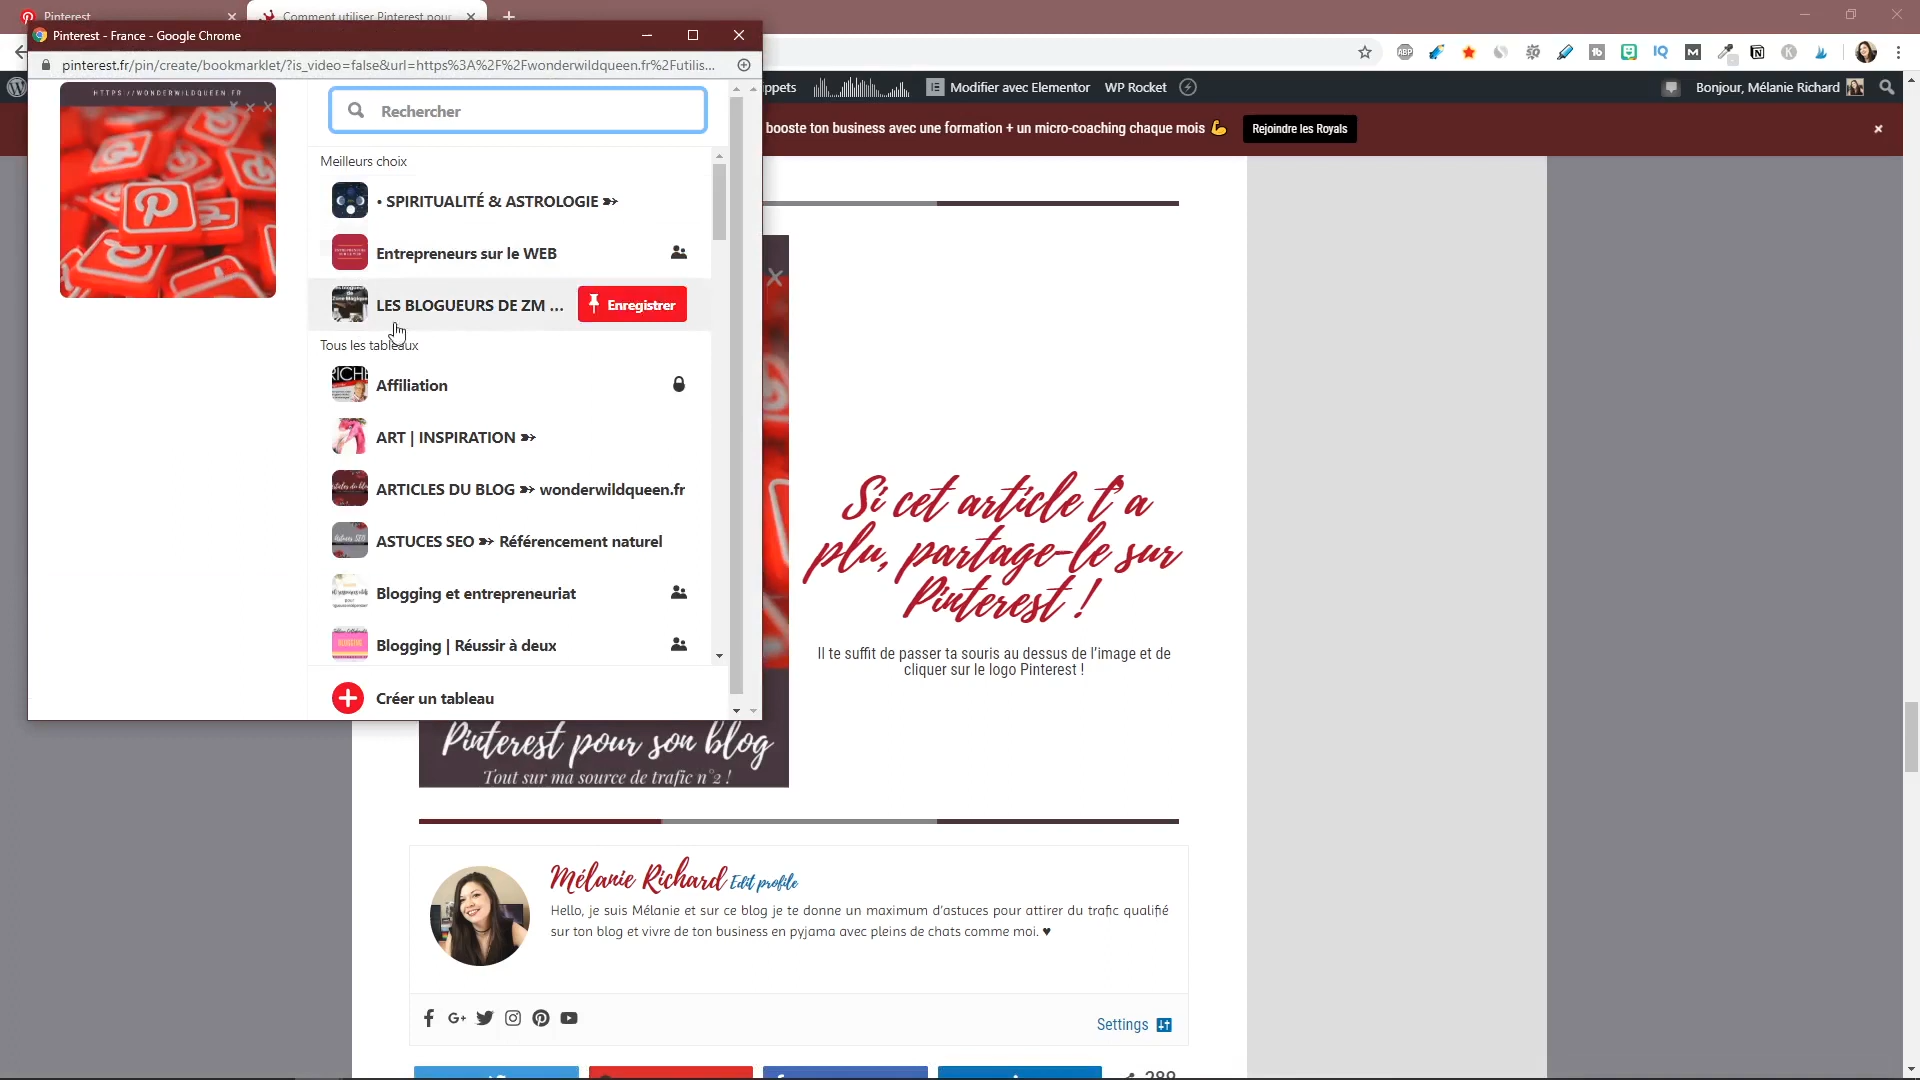 Pinterest
Comment utiliser Pinterest pour
Pinterest - France - Google Chrome
pinterest.fr/pin/create/bookmarklet/?is_video=false&url=https%3A%2F%2Fwonderwildqueen.fr%2Futilis...
HTTPS://WONDERWILDQUEEN.FR
Rechercher
Meilleurs choix
• SPIRITUALITÉ & ASTROLOGIE ➳
Entrepreneurs sur le WEB
LES BLOGUEURS DE ZM ...
Enregistrer
Tous les tableaux
Affiliation
ART | INSPIRATION ➳
ARTICLES DU BLOG ➳ wonderwildqueen.fr
ASTUCES SEO ➳ Référencement naturel
Blogging et entrepreneuriat
Blogging | Réussir à deux
Créer un tableau
ppets
Modifier avec Elementor
WP Rocket
Bonjour, Mélanie Richard
booste ton business avec une formation + un micro-coaching chaque mois 💪
Rejoindre les Royals
Si cet article t'a
plu, partage-le sur
Pinterest !
Il te suffit de passer ta souris au dessus de l'image et de
cliquer sur le logo Pinterest !
Pinterest pour son blog
Tout sur ma source de trafic n°2 !
Mélanie Richard Edit profile
Hello, je suis Mélanie et sur ce blog je te donne un maximum d'astuces pour attirer du trafic qualifié
sur ton blog et vivre de ton business en pyjama avec pleins de chats comme moi. ♥
Settings
289